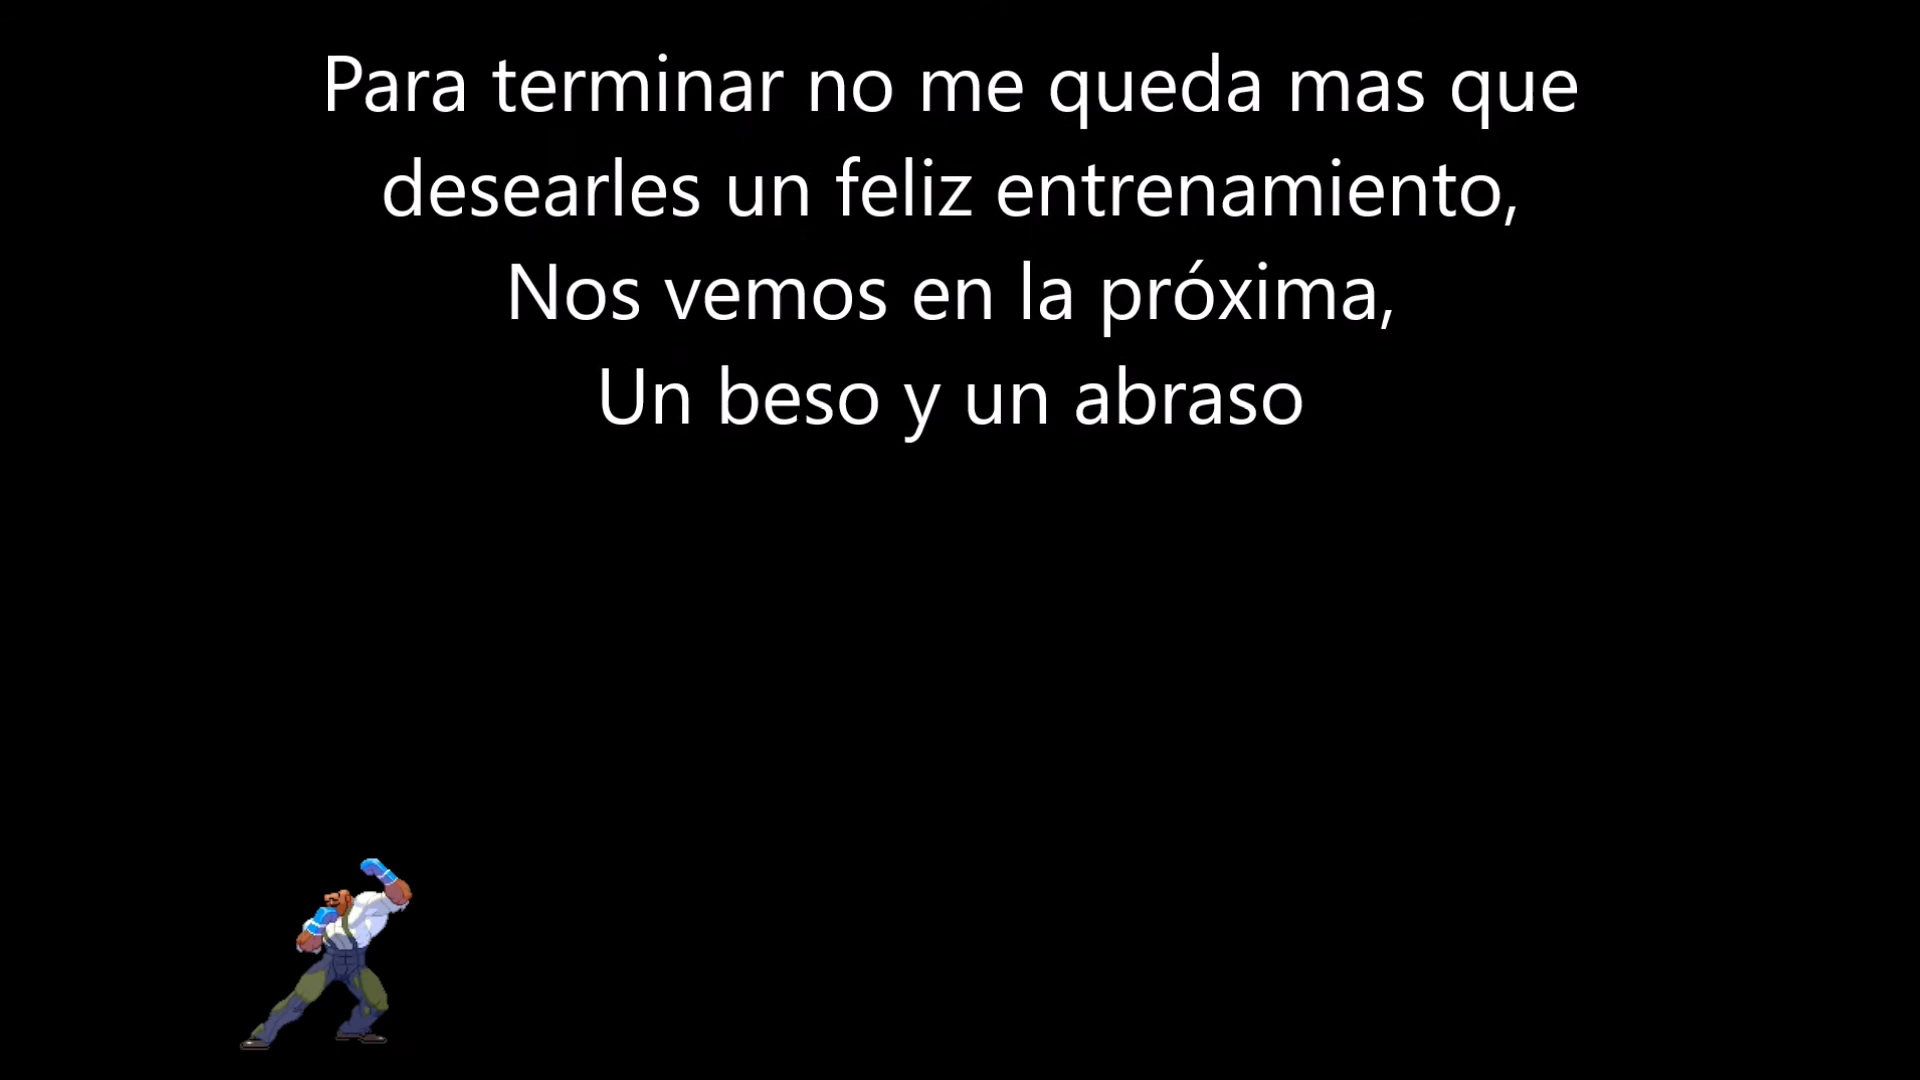 Para terminar no me queda mas que
desearles un feliz entrenamiento,
Nos vemos en la próxima,
Un beso y un abraso